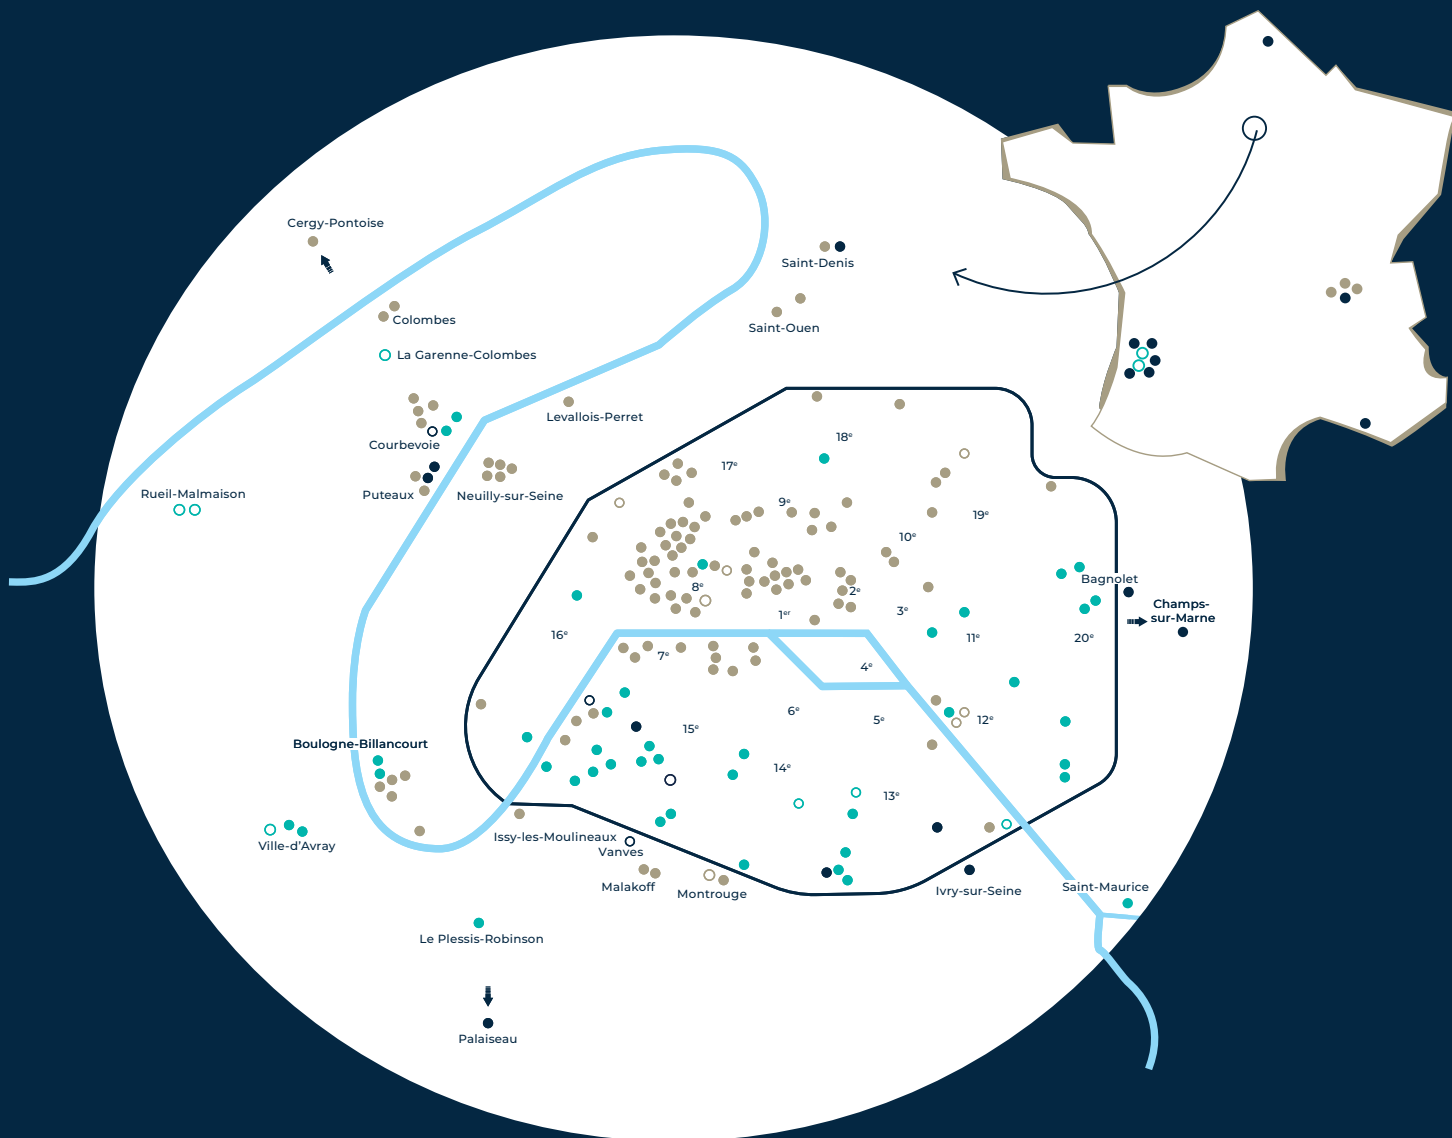 Cergy-Pontoise
Saint-Denis
Colombes
Saint-Ouen
La Garenne-Colombes
Levallois-Perret
Courbevoie
18e
17e
Puteaux
Neuilly-sur-Seine
Rueil-Malmaison
9e
19e
10e
Bagnolet
8e
2e
Champs-
sur-Marne
1er
3e
16e
11e
20e
7e
4e
6e
5e
12e
15e
Boulogne-Billancourt
14e
13e
Issy-les-Moulineaux
Ville-d’Avray
Vanves
Malakoff
Montrouge
Ivry-sur-Seine
Saint-Maurice
Le Plessis-Robinson
Palaiseau